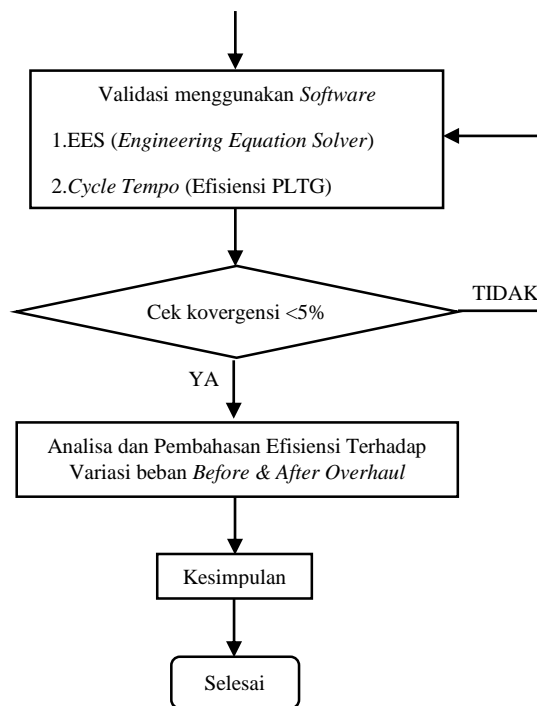 Validasi menggunakan Software
1.EES (Engineering Equation Solver)
2.Cycle Tempo (Efisiensi PLTG)
Cek kovergensi <5%
TIDAK
YA
Analisa dan Pembahasan Efisiensi Terhadap
Variasi beban Before & After Overhaul
Kesimpulan
Selesai